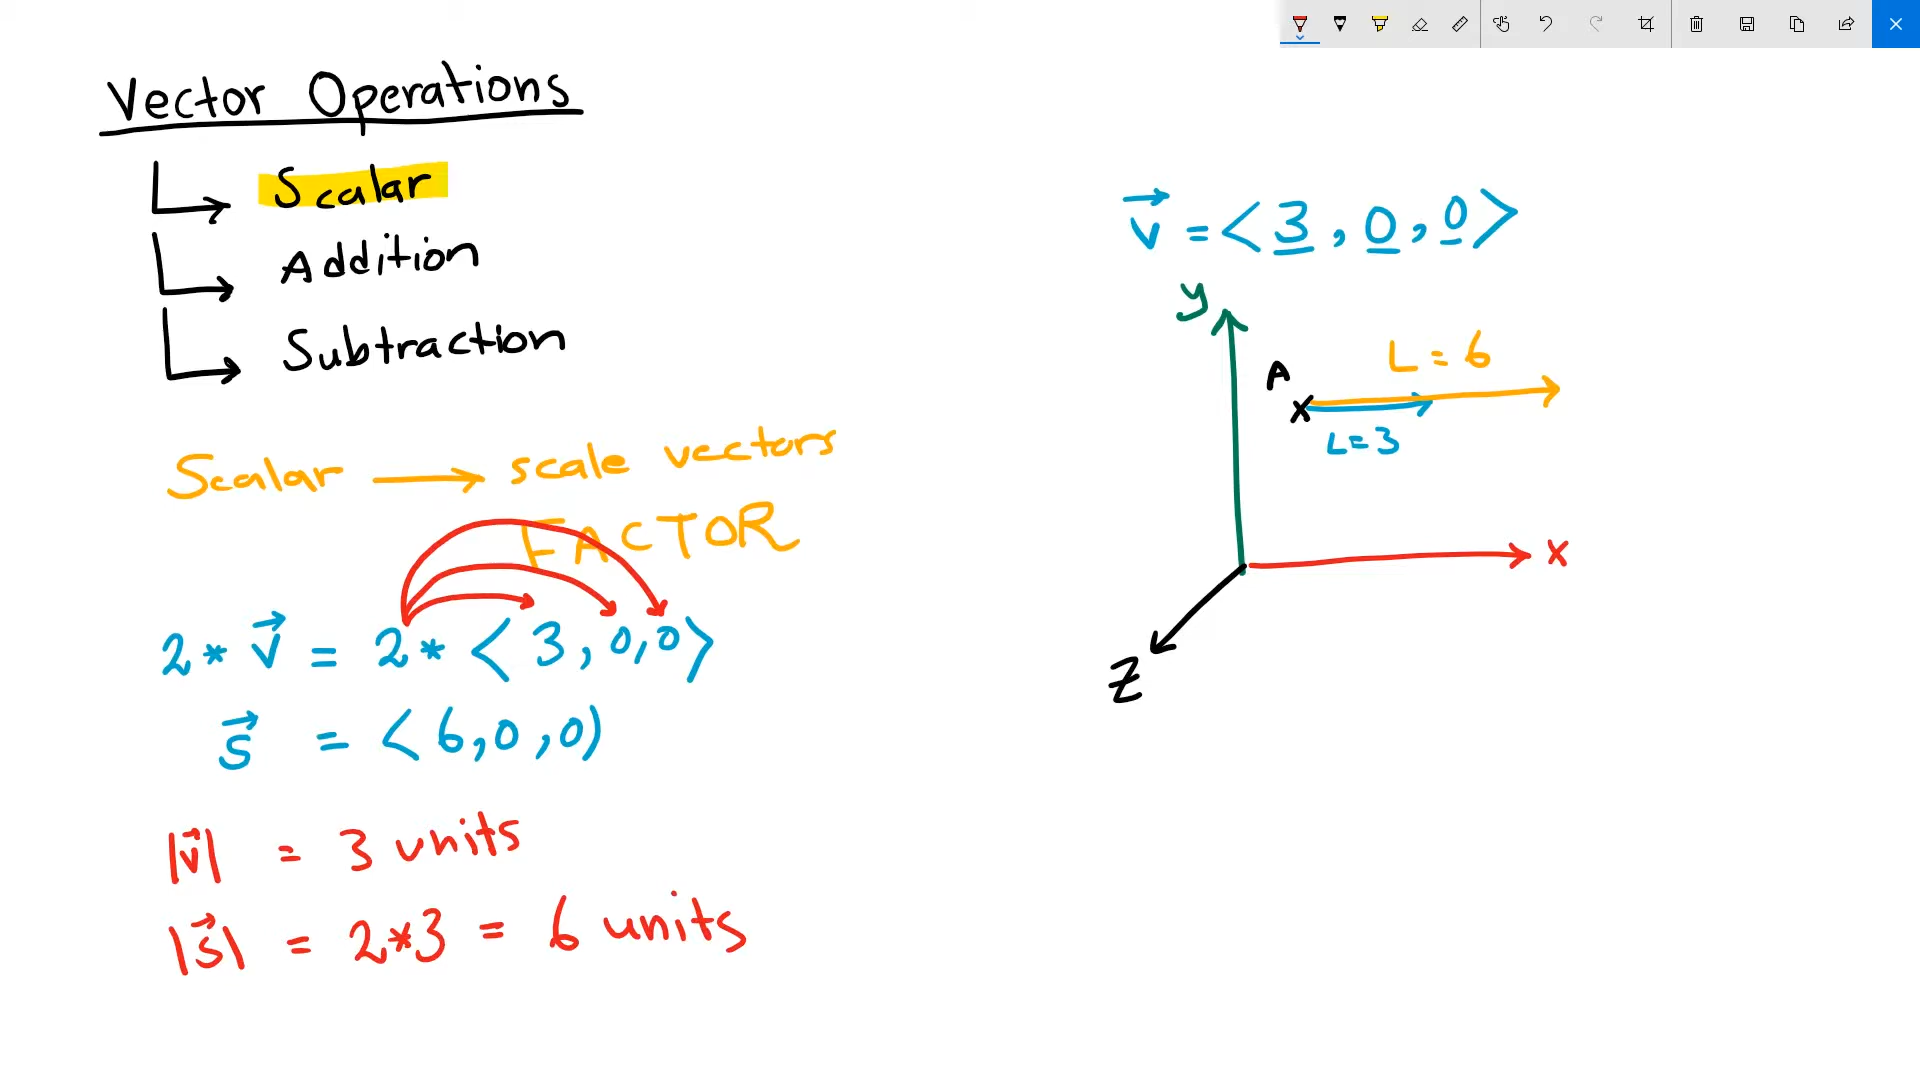 Vector Operations
Scalar
Addition
Subtraction
Scalar → scale vectors
FACTOR
2 * v⃗ = 2 * < 3, 0, 0 >
s⃗ = < 6, 0, 0)
|v⃗| = 3 units
|s⃗| = 2*3 = 6 units
v⃗ = < 3, 0, 0 >
y
A
L = 6
x
L = 3
x
z